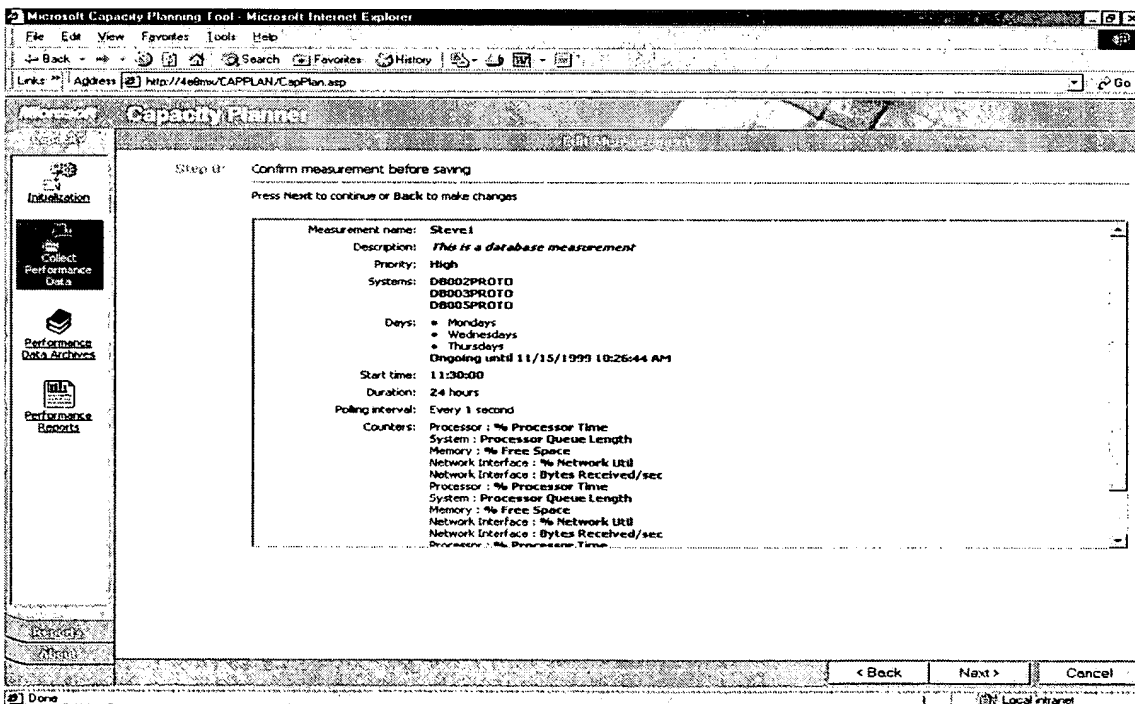 Microsoft Capacity Planning Tool - Microsoft Internet Explorer
File Edit View Favorites Tools Help
Back Search Favorites History
Links Address http://4e8mw/CAPPLAN/CapPlan.asp Go
Microsoft Capacity Planner
Initialization
Collect Performance Data
Performance Data Archives
Performance Reports
Reports
Confirm measurement before saving
Press Next to continue or Back to make changes
Measurement name: Steve1
Description: This is a database measurement
Priority: High
Systems: DB002PROTO
DB003PROTO
DB005PROTO
Days: • Mondays
• Wednesdays
• Thursdays
Ongoing until 11/15/1999 10:26:44 AM
Start time: 11:30:00
Duration: 24 hours
Polling interval: Every 1 second
Counters: Processor : % Processor Time
System : Processor Queue Length
Memory : % Free Space
Network Interface : % Network Util
Network Interface : Bytes Received/sec
Processor : % Processor Time
System : Processor Queue Length
Memory : % Free Space
Network Interface : % Network Util
Network Interface : Bytes Received/sec
Processor : % Processor Time
< Back Next > Cancel
Done Local intranet